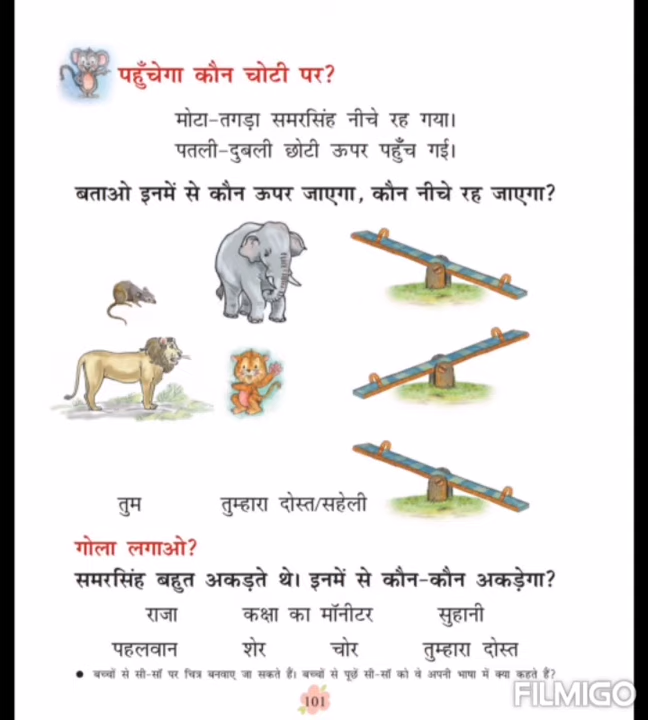 पहुँचेगा कौन चोटी पर?
मोटा-तगड़ा समरसिंह नीचे रह गया।
पतली-दुबली छोटी ऊपर पहुँच गई।
बताओ इनमें से कौन ऊपर जाएगा, कौन नीचे रह जाएगा?
तुम तुम्हारा दोस्त/सहेली
गोला लगाओ?
समरसिंह बहुत अकड़ते थे। इनमें से कौन-कौन अकड़ेगा?
राजा कक्षा का मॉनीटर सुहानी
पहलवान शेर चोर तुम्हारा दोस्त
● बच्चों से सी-सॉ पर चित्र बनवाए जा सकते हैं। बच्चों से पूछें सी-सॉ को वे अपनी भाषा में क्या कहते हैं?
FILMIGO
101